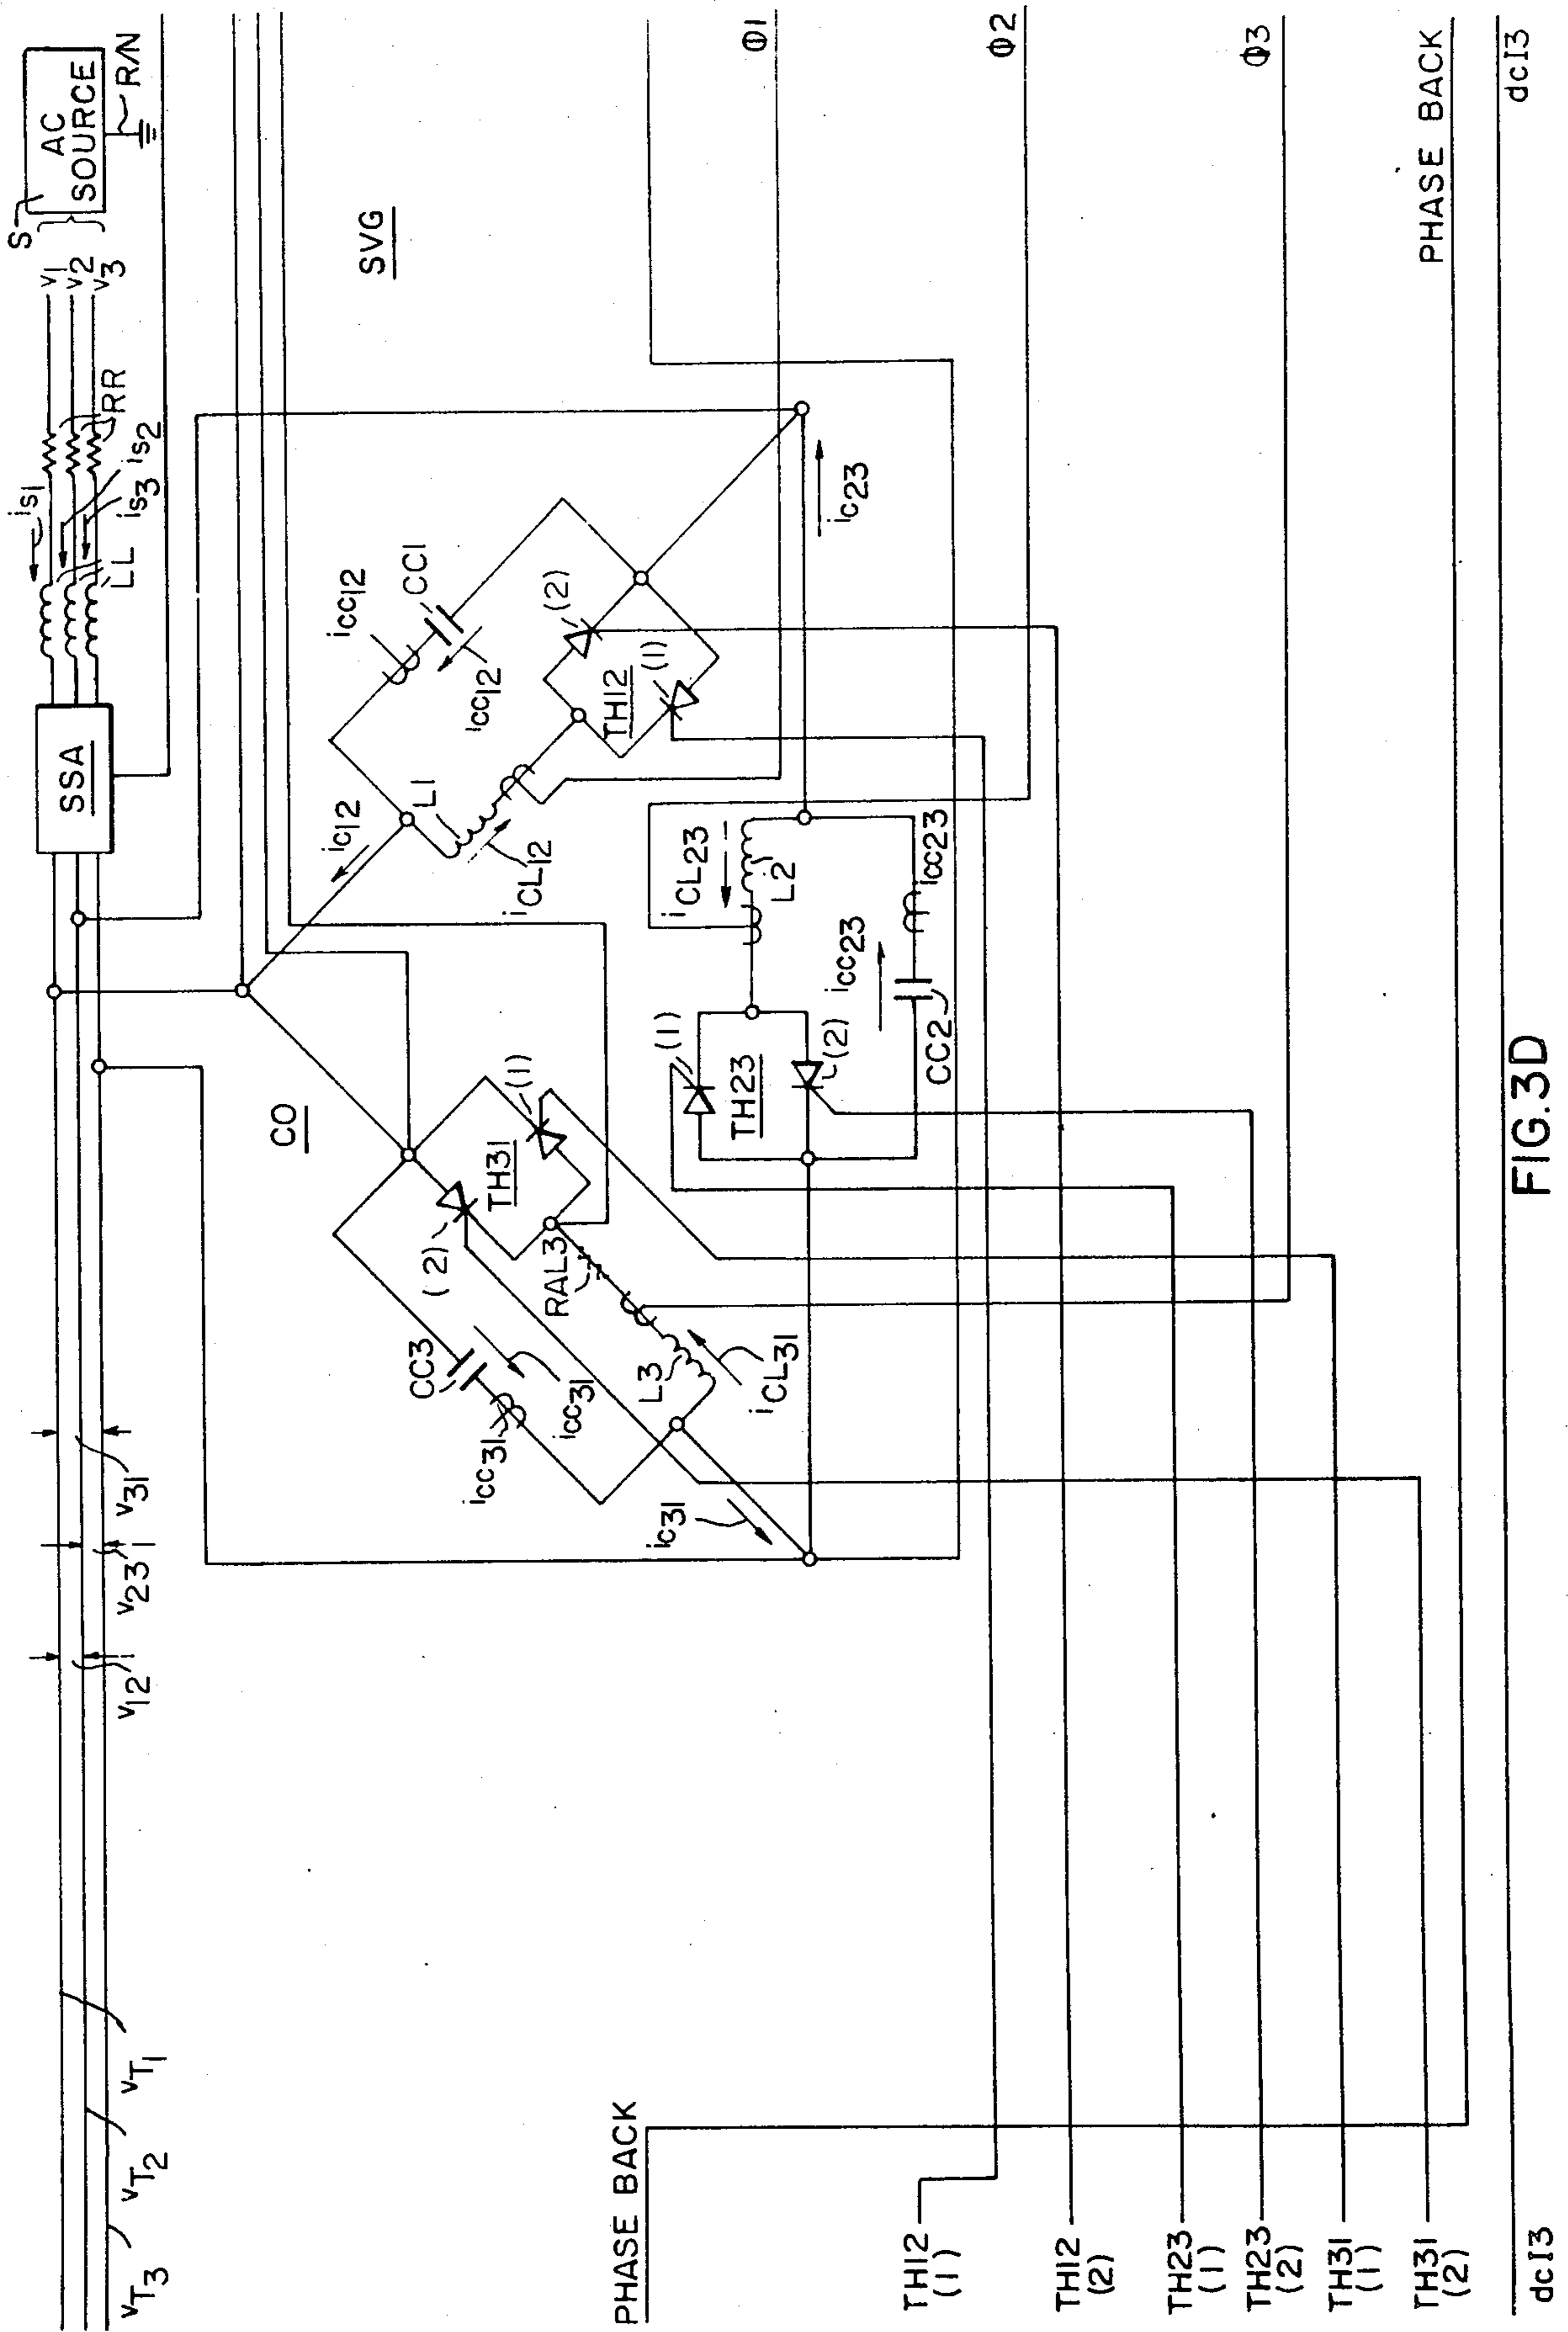 S
AC
SOURCE
R/N
v1
v2
v3
RR
is1
is2
is3
LL
SSA
v31
v23
v12
vT1
vT2
vT3
SVG
CO
iCC12
CC1
iCC12
(2)
TH12
(1)
iC12
L1
iCL12
iC23
iCL23
L2
iCC23
iCC23
CC2
(1)
TH23
(2)
(1)
TH31
(2)
RAL3
CC3
iCC31
iCC31
L3
iCL31
iC31
Φ1
Φ2
Φ3
PHASE BACK
dcI3
PHASE BACK
TH12
(1)
TH12
(2)
TH23
(1)
TH23
(2)
TH31
(1)
TH31
(2)
dcI3
FIG.3D